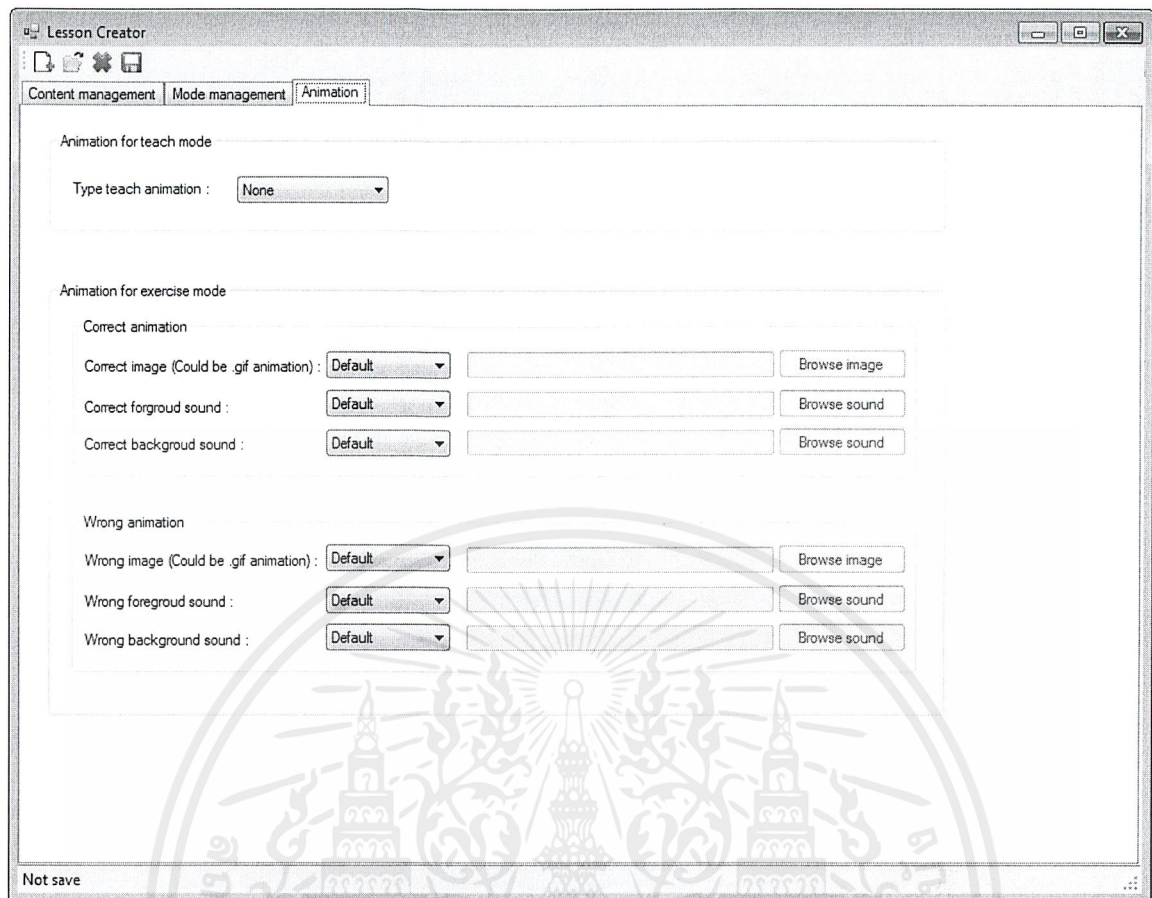 Lesson Creator
Content management Mode management Animation
Animation for teach mode
Type teach animation : None
Animation for exercise mode
Correct animation
Correct image (Could be .gif animation) : Default Browse image
Correct forgroud sound : Default Browse sound
Correct backgroud sound : Default Browse sound
Wrong animation
Wrong image (Could be .gif animation) : Default Browse image
Wrong foregroud sound : Default Browse sound
Wrong background sound : Default Browse sound
Not save